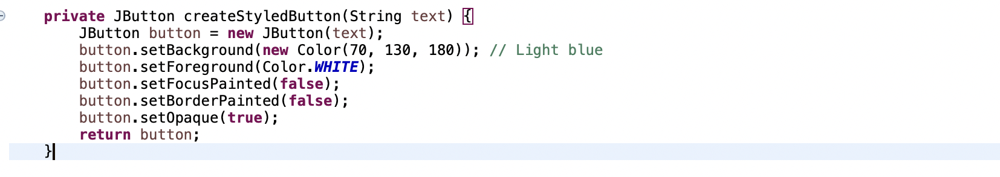 private JButton createStyledButton(String text) {
JButton button = new JButton(text);
button.setBackground(new Color(70, 130, 180)); // Light blue
button.setForeground(Color.WHITE);
button.setFocusPainted(false);
button.setBorderPainted(false);
button.setOpaque(true);
return button;
}